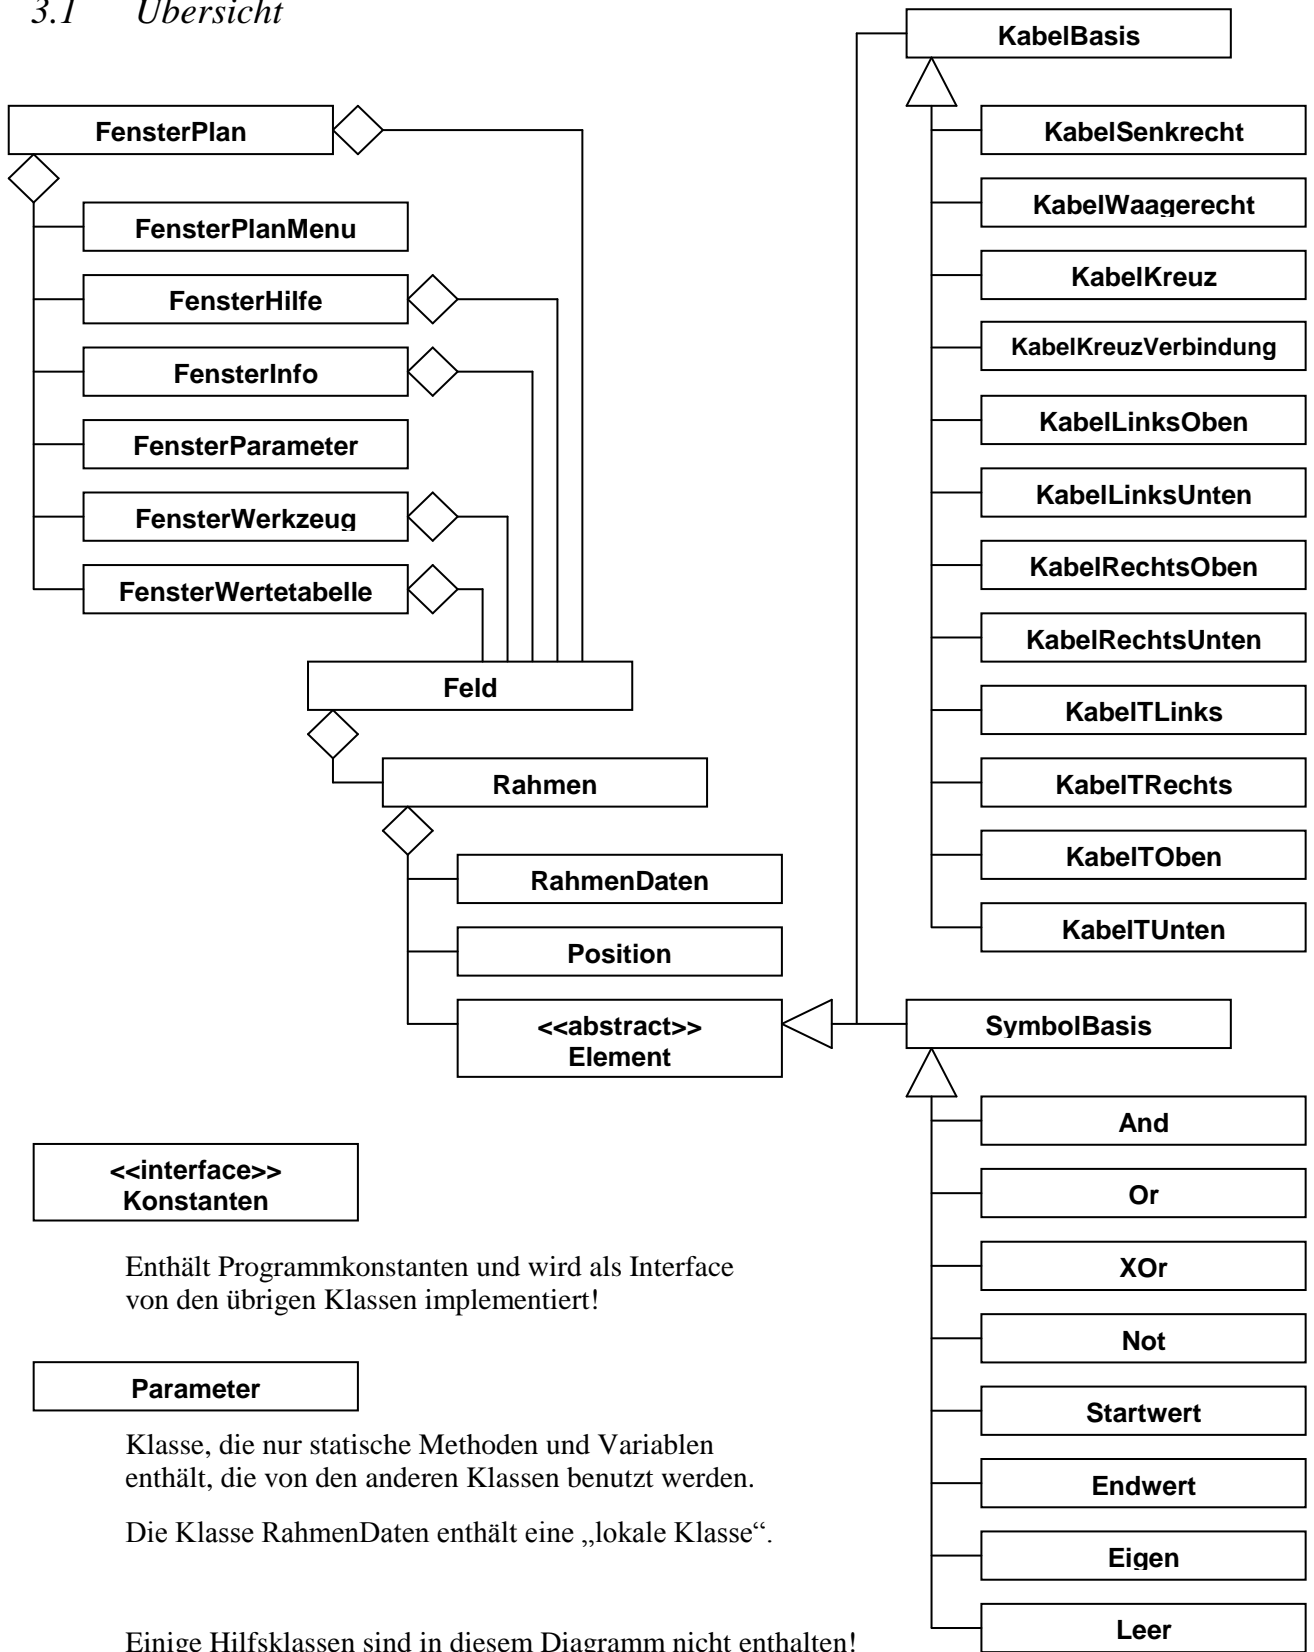 3.1 Übersicht
FensterPlan
FensterPlanMenu
FensterHilfe
FensterInfo
FensterParameter
FensterWerkzeug
FensterWertetabelle
Feld
Rahmen
RahmenDaten
Position
<<abstract>>
Element
KabelBasis
KabelSenkrecht
KabelWaagerecht
KabelKreuz
KabelKreuzVerbindung
KabelLinksOben
KabelLinksUnten
KabelRechtsOben
KabelRechtsUnten
KabelTLinks
KabelTRechts
KabelTOben
KabelTUnten
SymbolBasis
And
Or
XOr
Not
Startwert
Endwert
Eigen
Leer
<<interface>>
Konstanten
Enthält Programmkonstanten und wird als Interface
von den übrigen Klassen implementiert!
Parameter
Klasse, die nur statische Methoden und Variablen
enthält, die von den anderen Klassen benutzt werden.
Die Klasse RahmenDaten enthält eine „lokale Klasse“.
Einige Hilfsklassen sind in diesem Diagramm nicht enthalten!